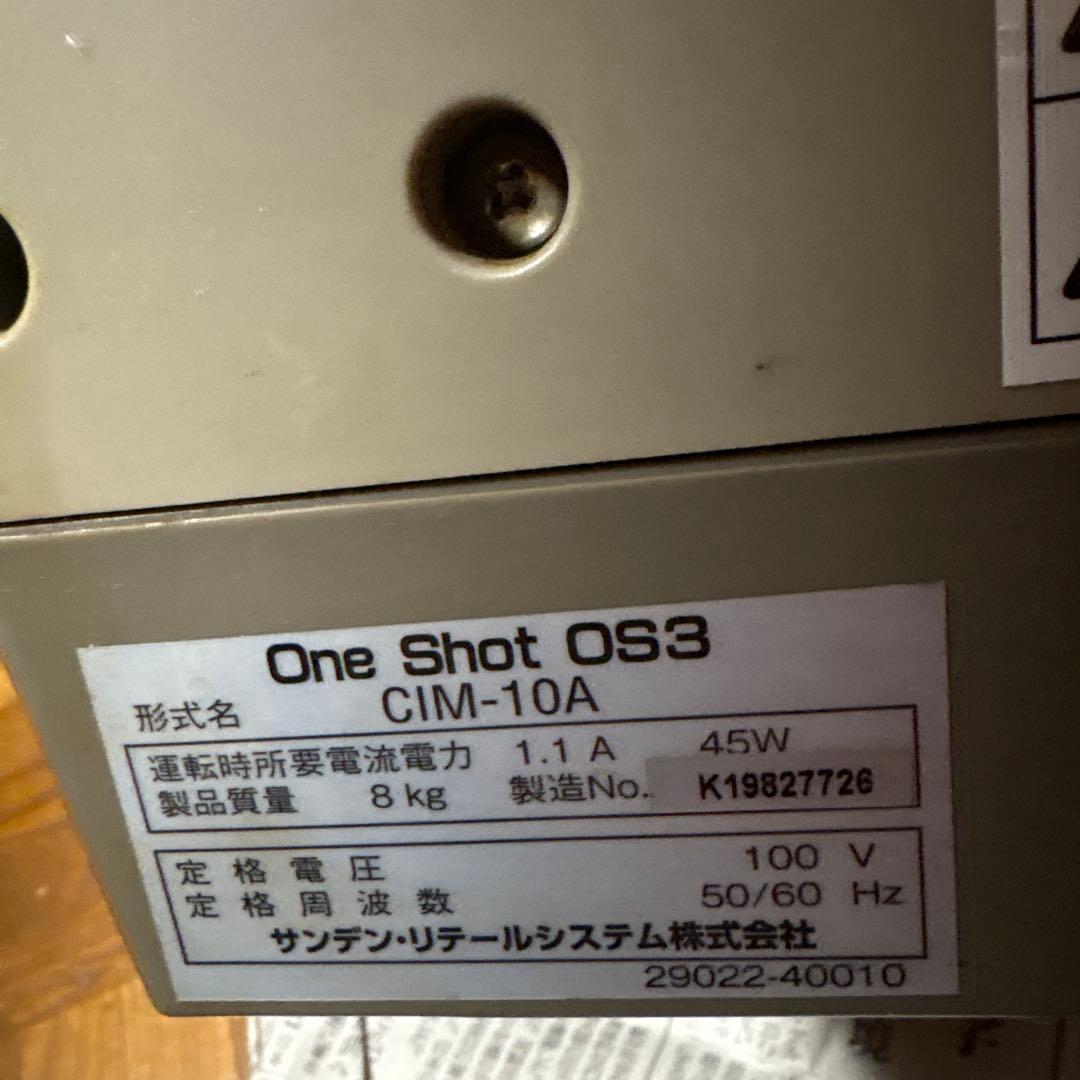 One Shot OS3
形式名 CIM-10A
運転時所要電流電力 1.1 A 45W
製品質量 8 kg 製造No. K19827726
定格電圧 100 V
定格周波数 50/60 Hz
サンデン・リテールシステム株式会社
29022-40010